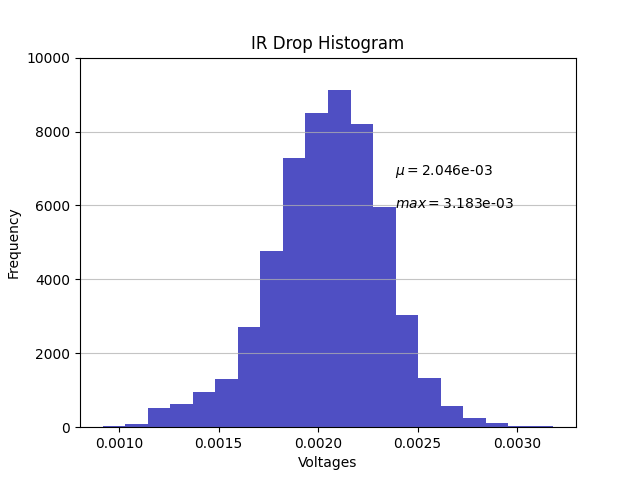 IR Drop Histogram
10000
8000
6000
4000
2000
0
Frequency
μ = 2.046e-03
max = 3.183e-03
0.0010 0.0015 0.0020 0.0025 0.0030
Voltages